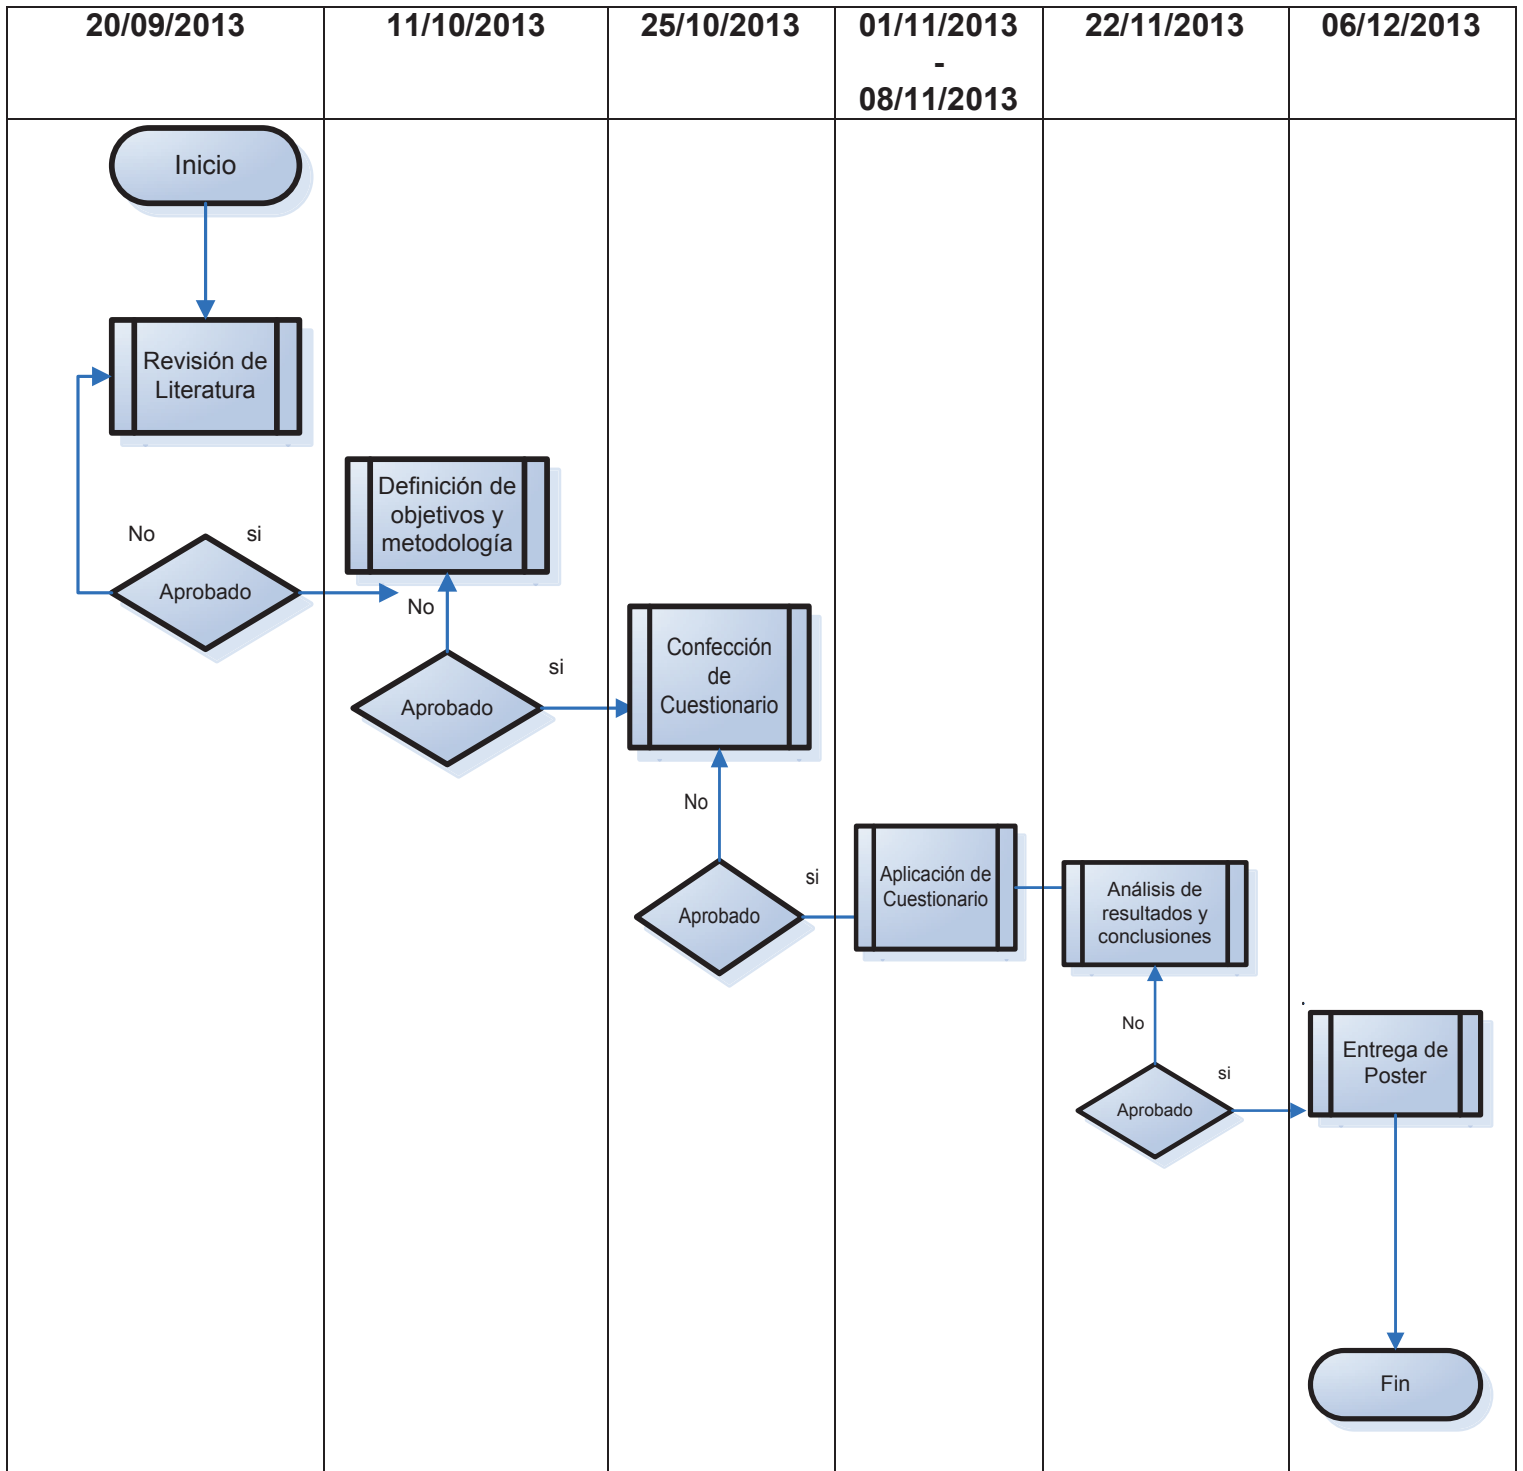 20/09/2013
11/10/2013
25/10/2013
01/11/2013
-
08/11/2013
22/11/2013
06/12/2013
Inicio
Revisión de
Literatura
No
si
Aprobado
Definición de
objetivos y
metodología
No
si
Aprobado
Confección
de
Cuestionario
No
si
Aprobado
Aplicación de
Cuestionario
Análisis de
resultados y
conclusiones
No
si
Aprobado
.
Entrega de
Poster
Fin